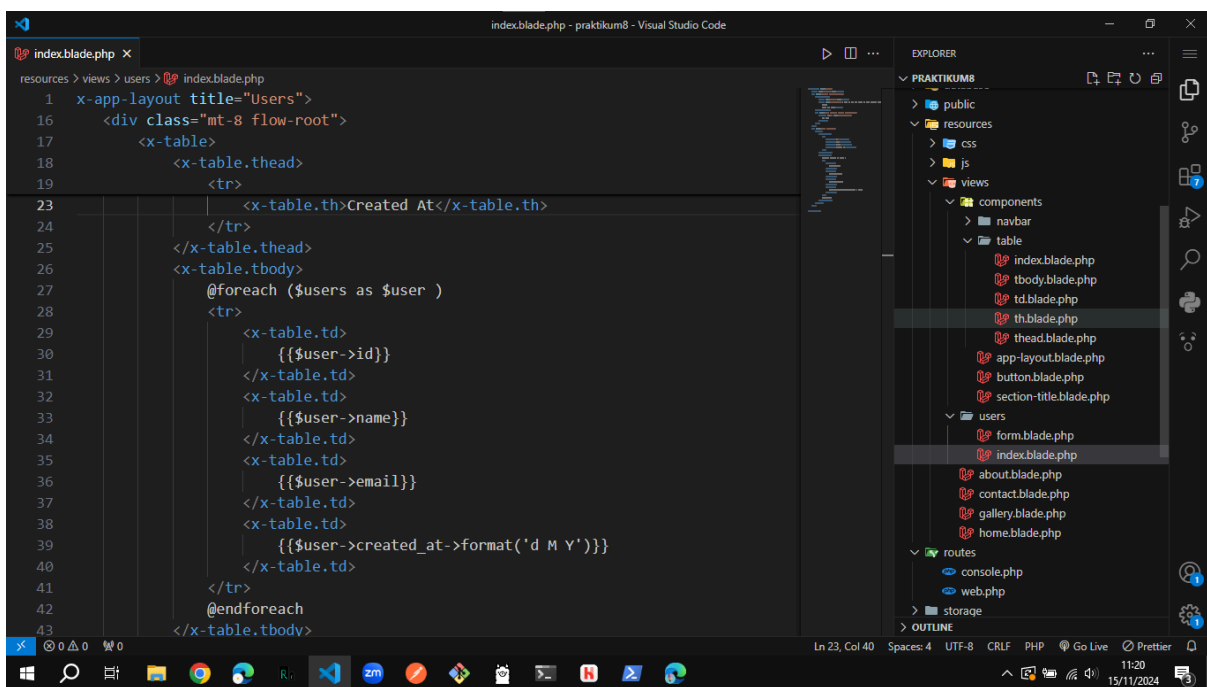 index.blade.php - praktikum8 - Visual Studio Code
index.blade.php
resources > views > users > index.blade.php
1 x-app-layout title="Users">
16 <div class="mt-8 flow-root">
17 <x-table>
18 <x-table.thead>
19 <tr>
23 <x-table.th>Created At</x-table.th>
24 </tr>
25 </x-table.thead>
26 <x-table.tbody>
27 @foreach ($users as $user )
28 <tr>
29 <x-table.td>
30 {{$user->id}}
31 </x-table.td>
32 <x-table.td>
33 {{$user->name}}
34 </x-table.td>
35 <x-table.td>
36 {{$user->email}}
37 </x-table.td>
38 <x-table.td>
39 {{$user->created_at->format('d M Y')}}
40 </x-table.td>
41 </tr>
42 @endforeach
43 </x-table.tbody>
EXPLORER
PRAKTIKUM8
public
resources
css
js
views
components
navbar
table
index.blade.php
tbody.blade.php
td.blade.php
th.blade.php
thead.blade.php
app-layout.blade.php
button.blade.php
section-title.blade.php
users
form.blade.php
index.blade.php
about.blade.php
contact.blade.php
gallery.blade.php
home.blade.php
routes
console.php
web.php
storage
OUTLINE
7
1
1
0 0 0
Ln 23, Col 40 Spaces: 4 UTF-8 CRLF PHP Go Live Prettier
zm
11:20
15/11/2024
3